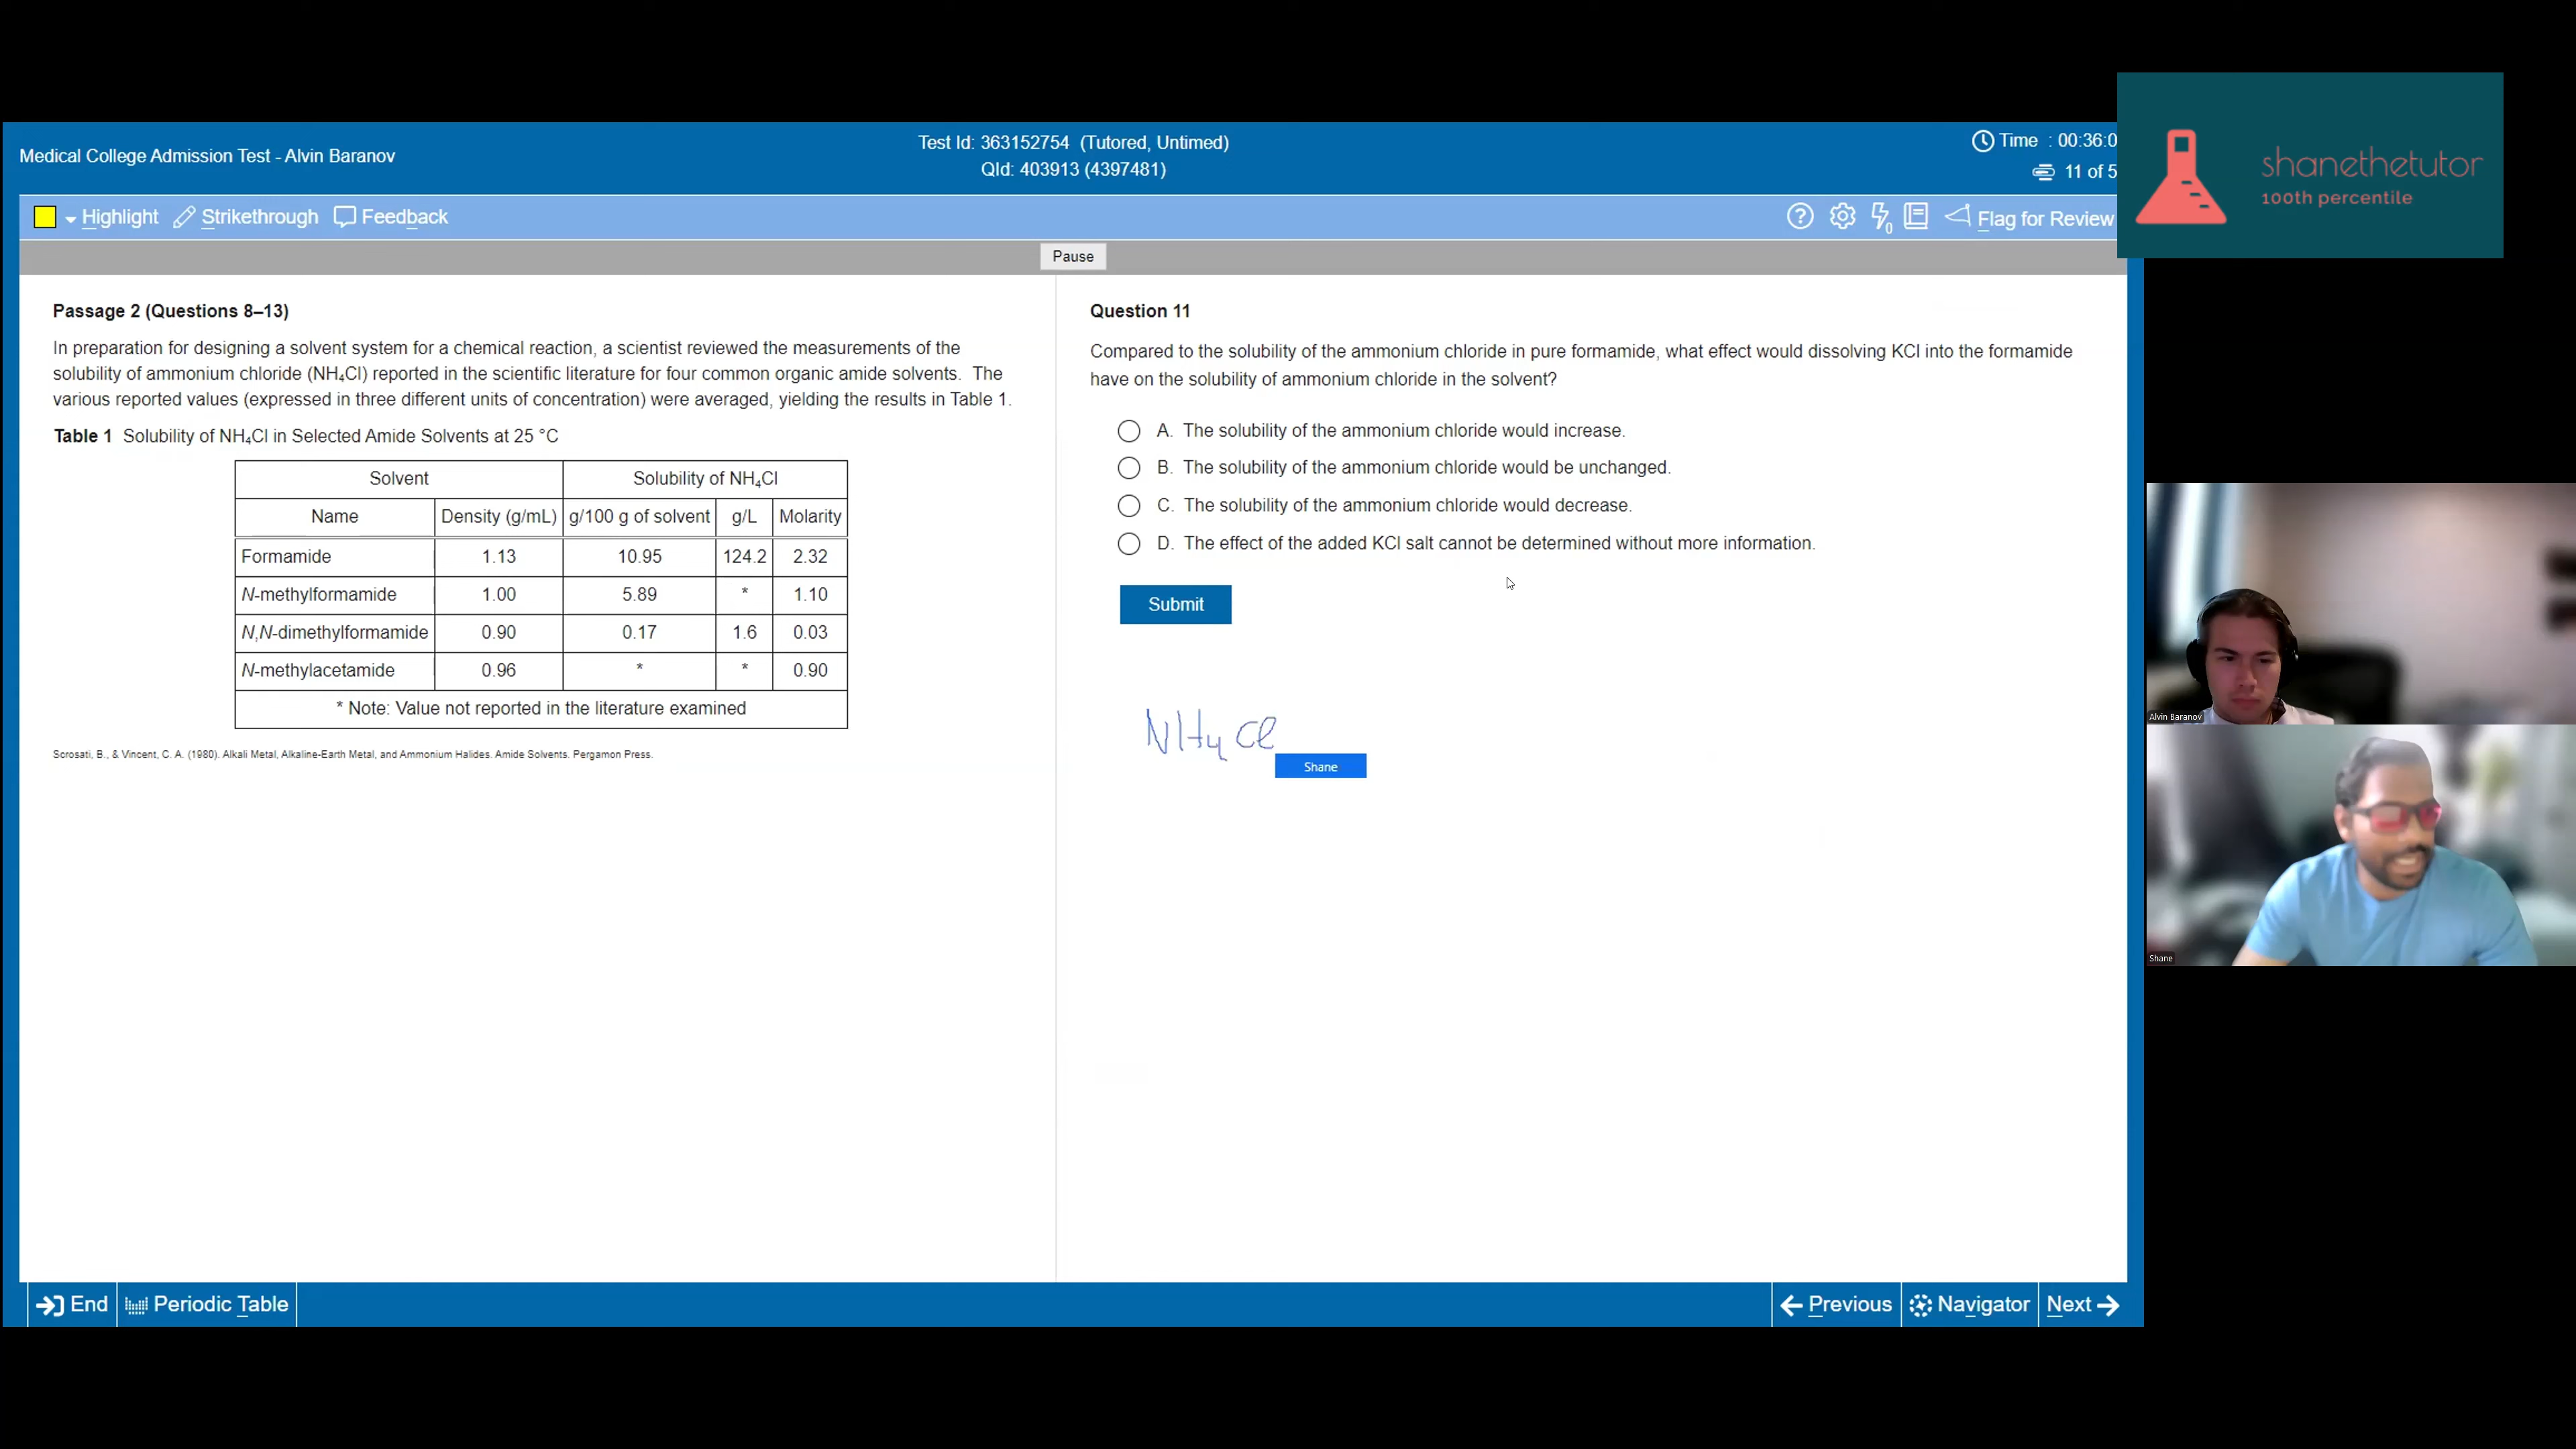 shanethetutor
100th percentile
Medical College Admission Test - Alvin Baranov
Test Id: 363152754 (Tutored, Untimed)
QId: 403913 (4397481)
Time : 00:36:0
11 of 5
Highlight
Strikethrough
Feedback
Flag for Review
Pause
Passage 2 (Questions 8–13)
In preparation for designing a solvent system for a chemical reaction, a scientist reviewed the measurements of the
solubility of ammonium chloride (NH₄Cl) reported in the scientific literature for four common organic amide solvents. The
various reported values (expressed in three different units of concentration) were averaged, yielding the results in Table 1.
Table 1 Solubility of NH₄Cl in Selected Amide Solvents at 25 °C
Solvent Solubility of NH₄Cl
Name Density (g/mL) g/100 g of solvent g/L Molarity
Formamide 1.13 10.95 124.2 2.32
N-methylformamide 1.00 5.89 * 1.10
N,N-dimethylformamide 0.90 0.17 1.6 0.03
N-methylacetamide 0.96 * * 0.90
* Note: Value not reported in the literature examined
Scrosati, B., & Vincent, C. A. (1980). Alkali Metal, Alkaline-Earth Metal, and Ammonium Halides. Amide Solvents. Pergamon Press.
Question 11
Compared to the solubility of the ammonium chloride in pure formamide, what effect would dissolving KCl into the formamide
have on the solubility of ammonium chloride in the solvent?
A. The solubility of the ammonium chloride would increase.
B. The solubility of the ammonium chloride would be unchanged.
C. The solubility of the ammonium chloride would decrease.
D. The effect of the added KCl salt cannot be determined without more information.
Submit
NH4 Cl
Shane
Alvin Baranov
Shane
End
Periodic Table
Previous
Navigator
Next